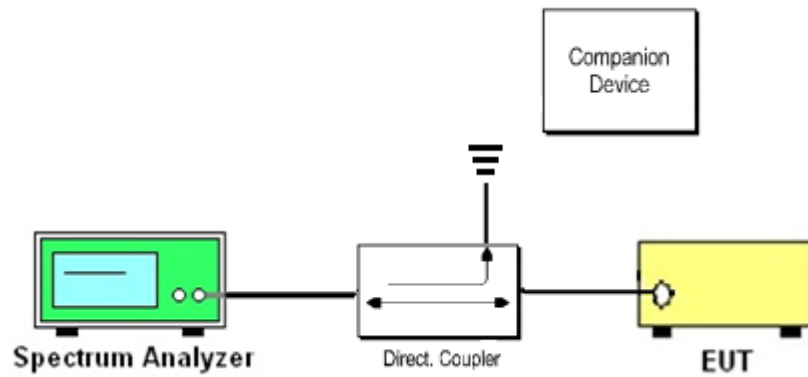 Companion
Device
Spectrum Analyzer
Direct. Coupler
EUT